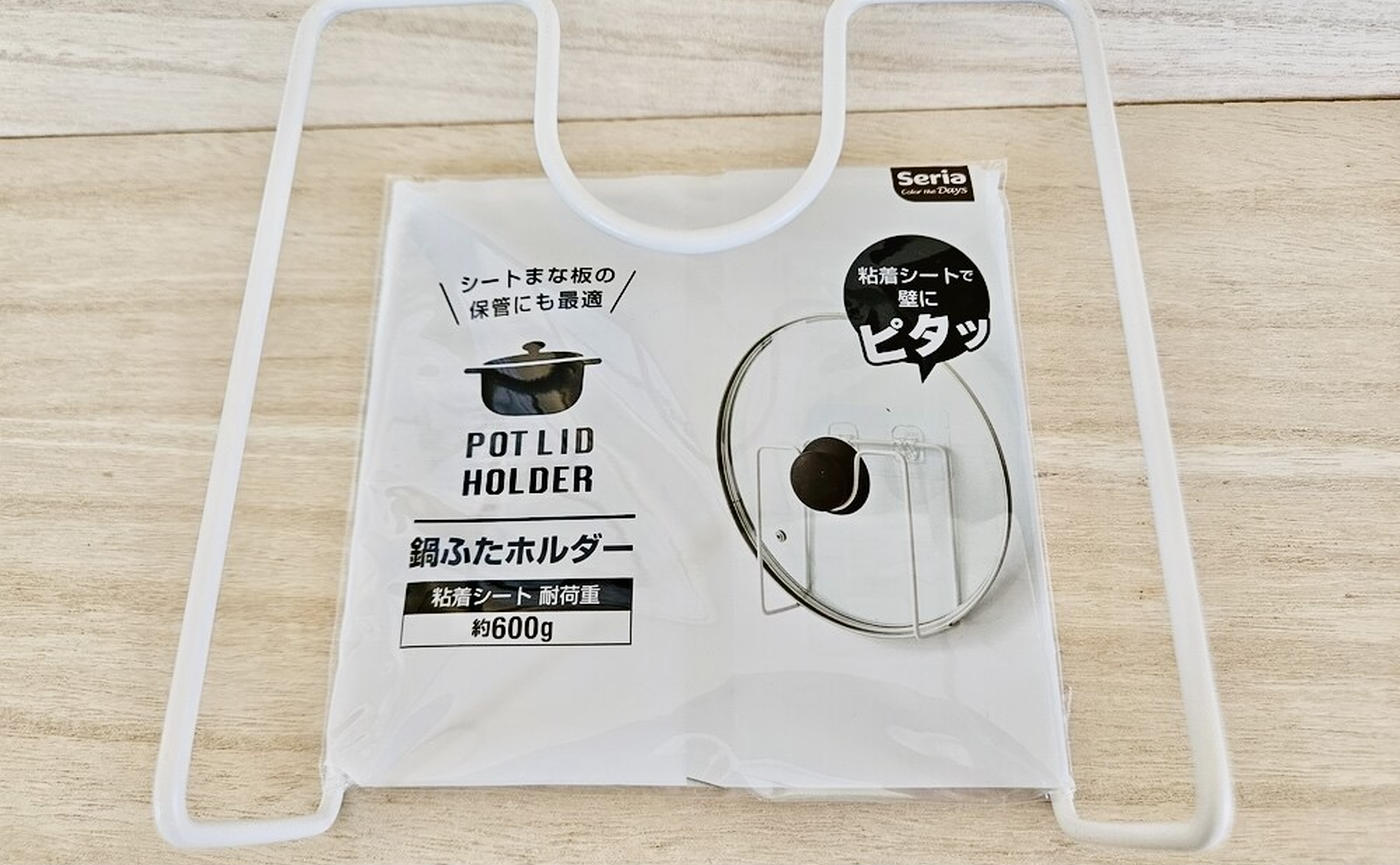 Seria
Color the Days
シートまな板の
保管にも最適
粘着シートで
壁に
ピタッ
POT LID
HOLDER
鍋ふたホルダー
粘着シート 耐荷重
約600g